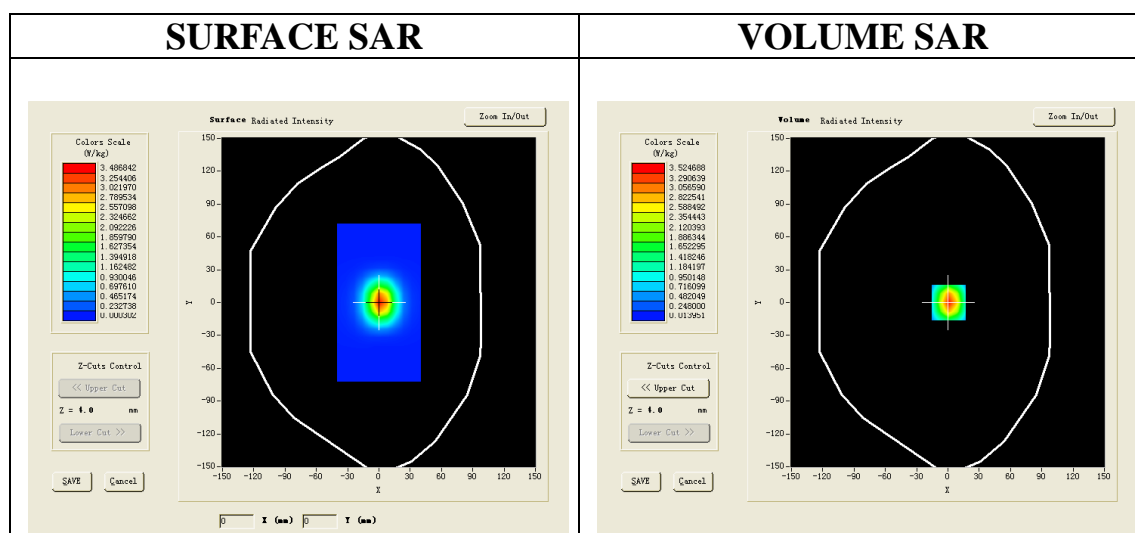 SURFACE SAR
VOLUME SAR
Surface Radiated Intensity
Zoom In/Out
Colors Scale
(W/kg)
3.486842
3.254406
3.021970
2.789534
2.557098
2.324662
2.092226
1.859790
1.627354
1.394918
1.162482
0.930046
0.697610
0.465174
0.232738
0.000302
150
120
90
60
30
0
-30
-60
-90
-120
-150
Y
-150 -120 -90 -60 -30 0 30 60 90 120 150
X
Z-Cuts Control
<< Upper Cut
Z = 4.0 mm
Lower Cut >>
SAVE Cancel
0 X (mm) 0 Y (mm)
Volume Radiated Intensity
Zoom In/Out
Colors Scale
(W/kg)
3.524688
3.290639
3.056590
2.822541
2.588492
2.354443
2.120393
1.886344
1.652295
1.418246
1.184197
0.950148
0.716099
0.482049
0.248000
0.013951
150
120
90
60
30
0
-30
-60
-90
-120
-150
Y
-150 -120 -90 -60 -30 0 30 60 90 120 150
X
Z-Cuts Control
<< Upper Cut
Z = 4.0 mm
Lower Cut >>
SAVE Cancel